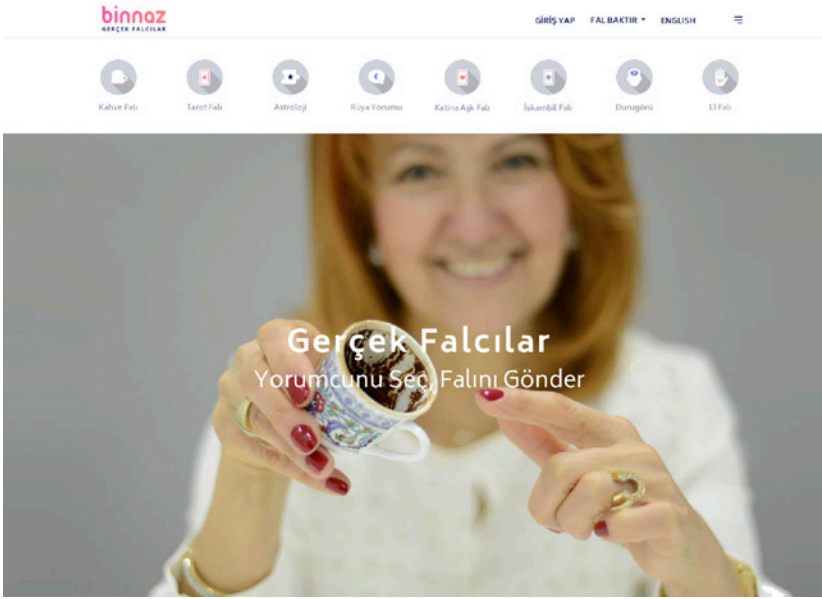 binnaz
GERÇEK FALCILAR
GİRİŞ YAP FAL BAKTIR ENGLISH
Kahve Falı Tarot Falı Astroloji Rüya Yorumu Katina Aşk Falı İskambil Falı Durugörü El Falı
Gerçek Falcılar
Yorumcunu Seç, Falını Gönder